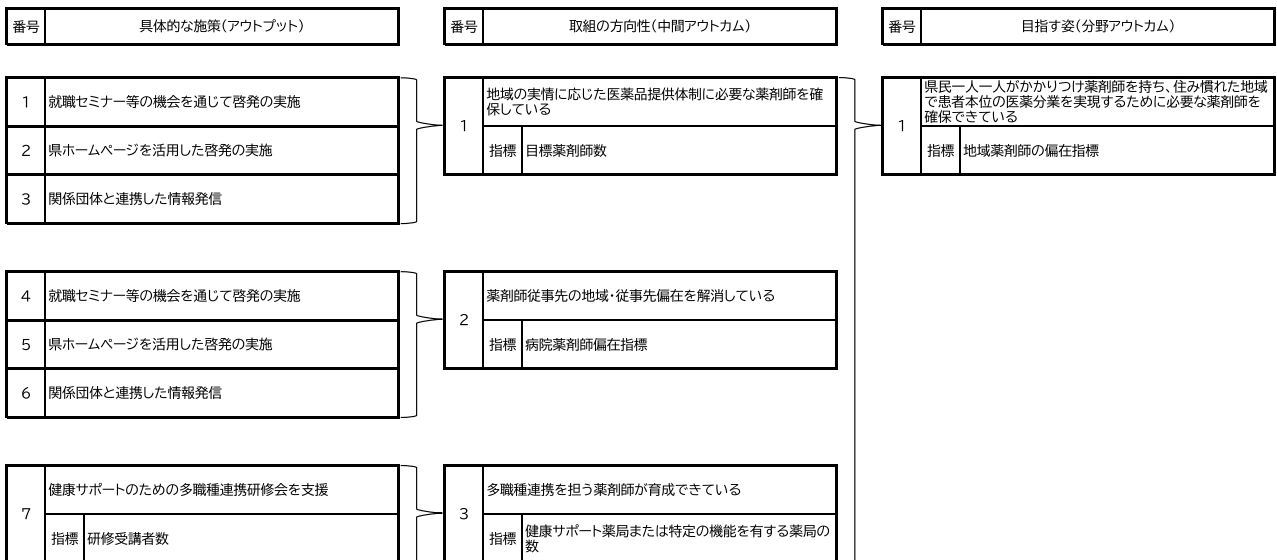 番号 具体的な施策（アウトプット） 番号 取組の方向性（中間アウトカム） 番号 目指す姿（分野アウトカム）
1 就職セミナー等の機会を通じて啓発の実施
2 県ホームページを活用した啓発の実施
3 関係団体と連携した情報発信
1 地域の実情に応じた医薬品提供体制に必要な薬剤師を確
保している
指標 目標薬剤師数
1 県民一人一人がかかりつけ薬剤師を持ち、住み慣れた地域
で患者本位の医薬分業を実現するために必要な薬剤師を
確保できている
指標 地域薬剤師の偏在指標
4 就職セミナー等の機会を通じて啓発の実施
5 県ホームページを活用した啓発の実施
6 関係団体と連携した情報発信
2 薬剤師従事先の地域・従事先偏在を解消している
指標 病院薬剤師偏在指標
7 健康サポートのための多職種連携研修会を支援
指標 研修受講者数
3 多職種連携を担う薬剤師が育成できている
指標 健康サポート薬局または特定の機能を有する薬局の
数